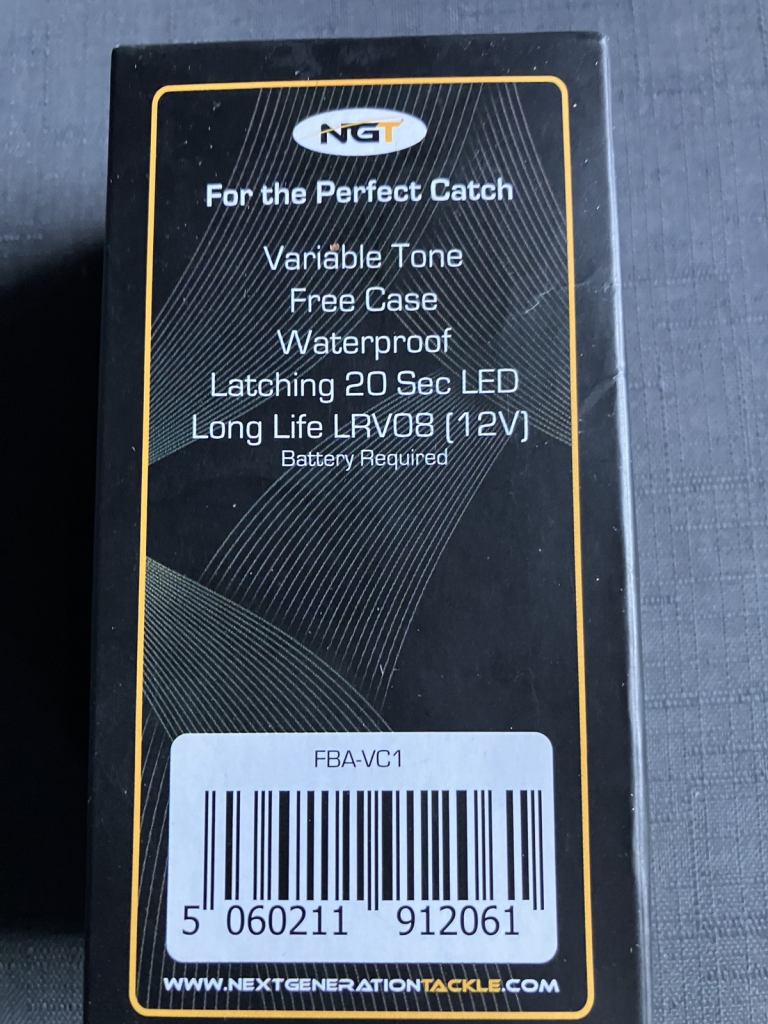 NGT
For the Perfect Catch
Variable Tone
Free Case
Waterproof
Latching 20 Sec LED
Long Life LRV08 (12V)
Battery Required
FBA-VC1
5 060211 912061
WWW.NEXTGENERATIONTACKLE.COM